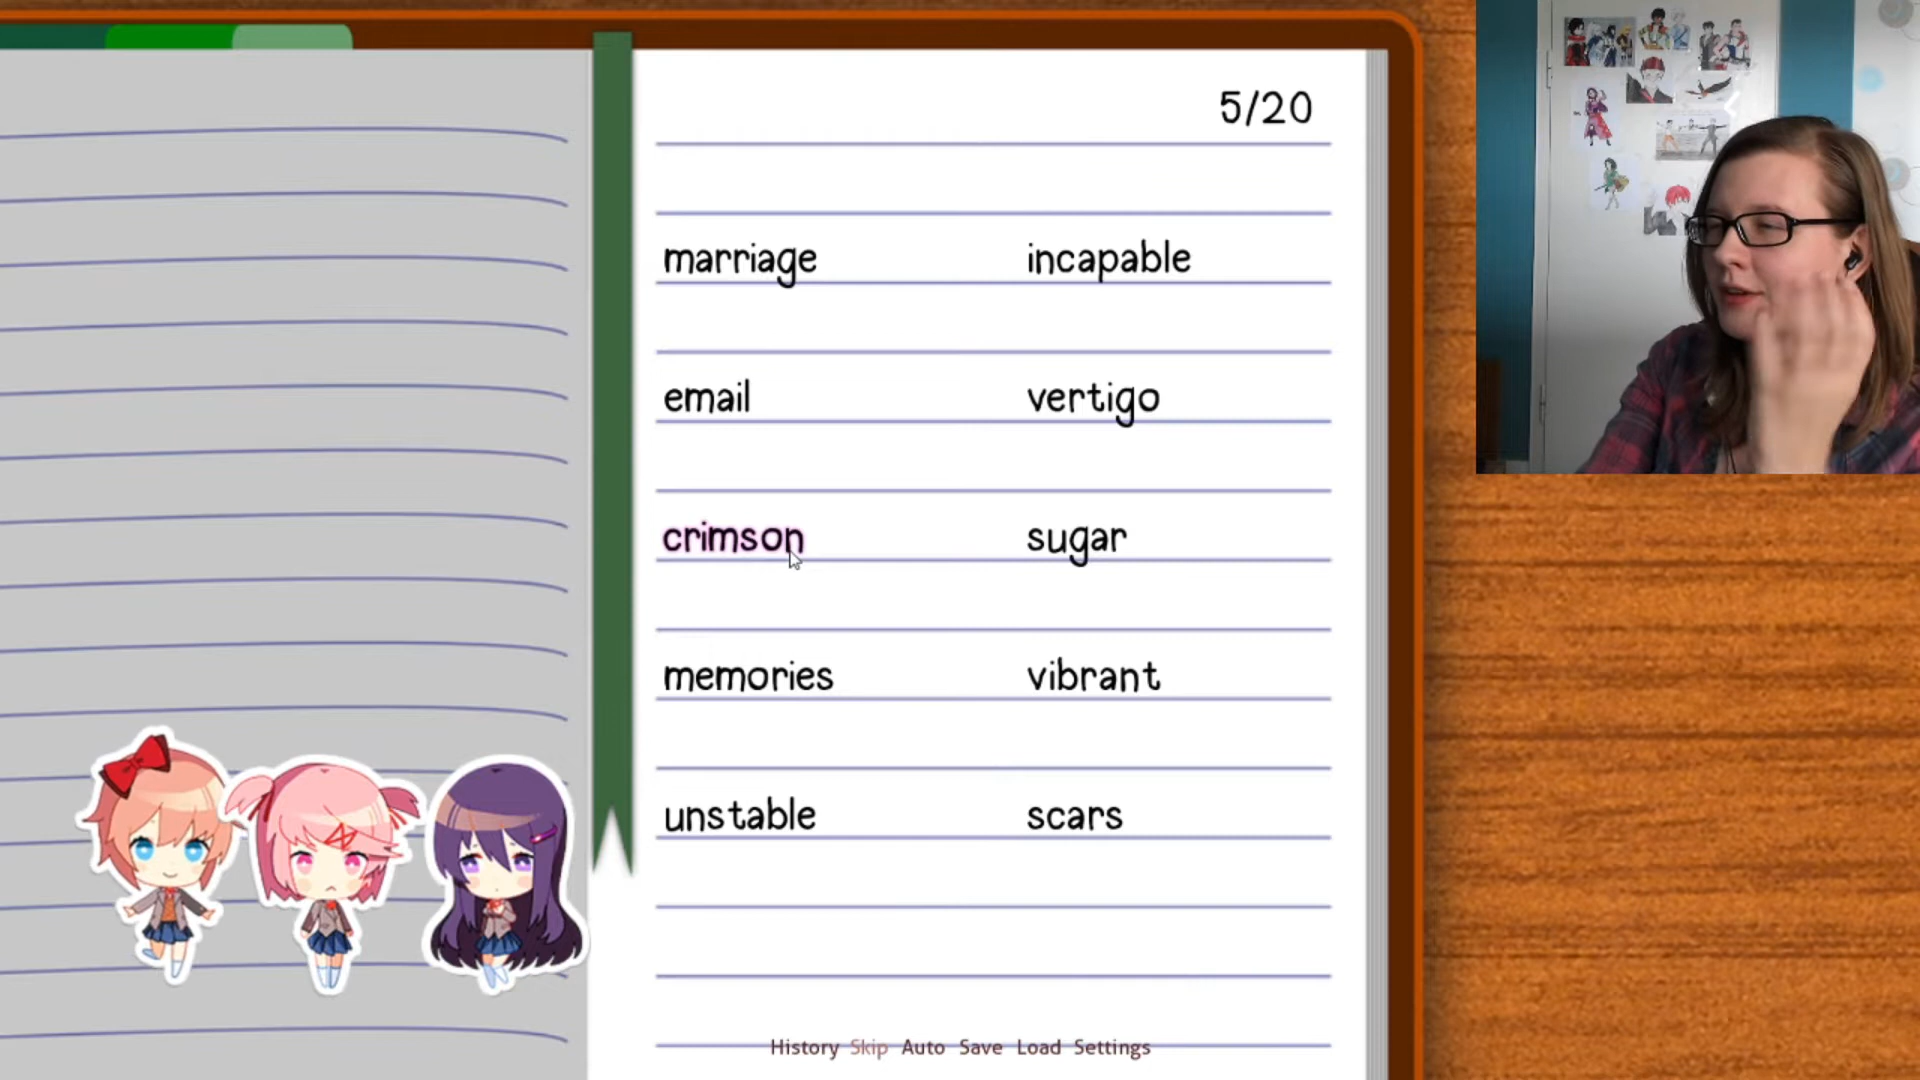 5/20
marriage incapable
email vertigo
crimson sugar
memories vibrant
unstable scars
History Skip Auto Save Load Settings